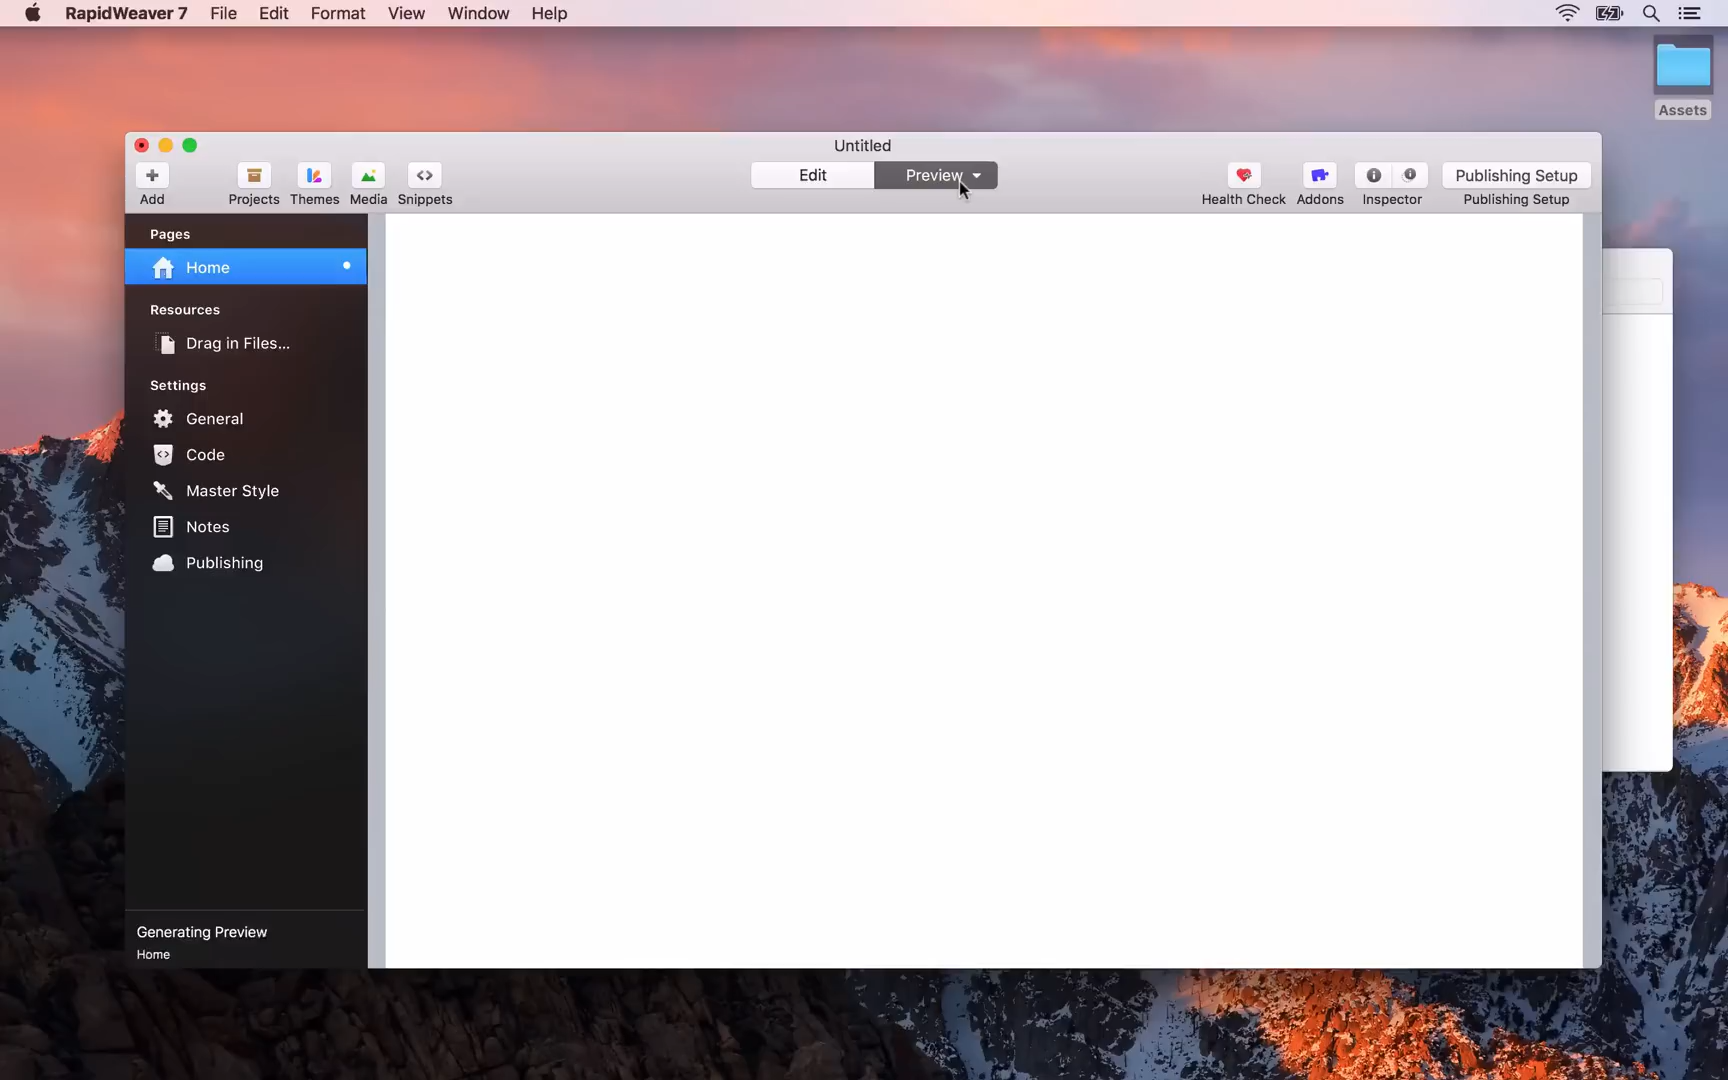 RapidWeaver 7 File Edit Format View Window Help
Assets
Untitled
Edit Preview Publishing Setup
Add Projects Themes Media Snippets Health Check Addons Inspector Publishing Setup
Pages
Home
Resources
Drag in Files...
Settings
General
Code
Master Style
Notes
Publishing
Generating Preview
Home